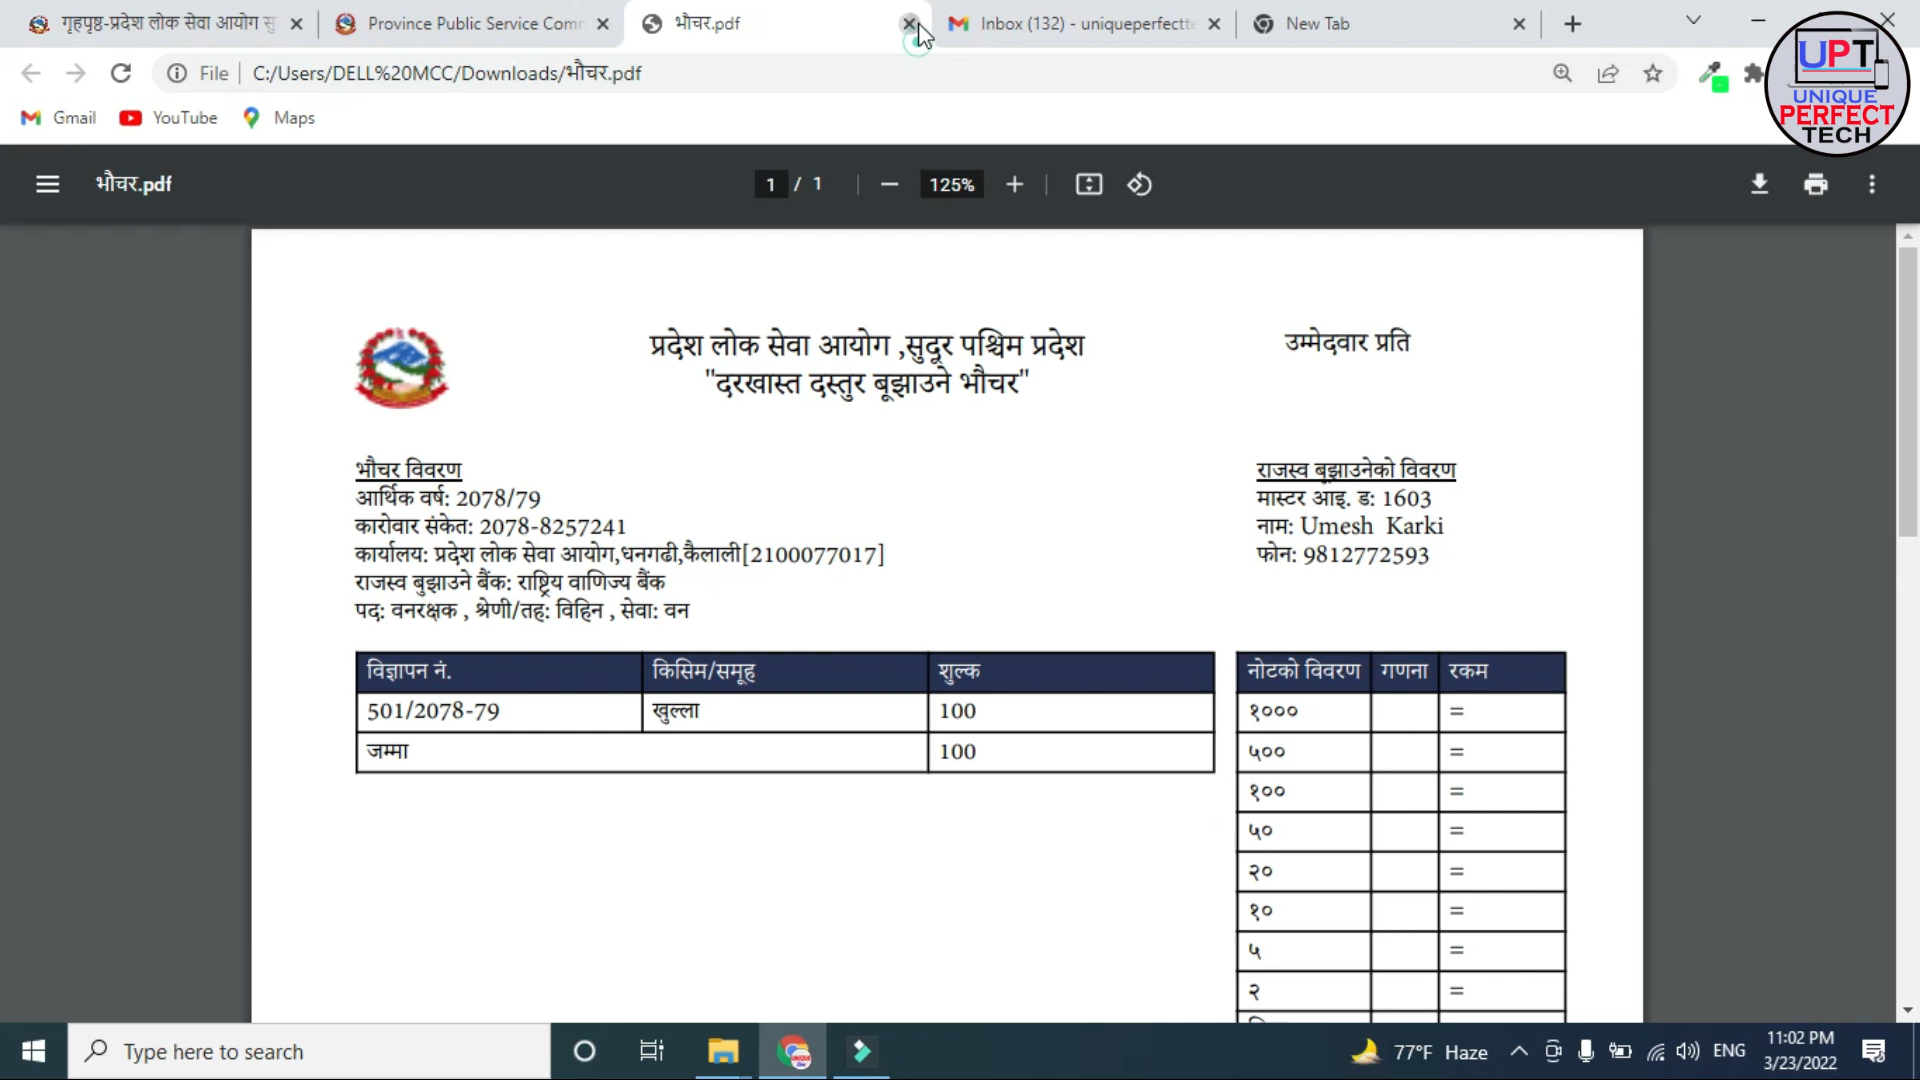 गृहपृष्ठ-प्रदेश लोक सेवा आयोग सु
Province Public Service Com
भौचर.pdf
Inbox (132) - uniqueperfectte
New Tab
File
C:/Users/DELL%20MCC/Downloads/भौचर.pdf
Gmail
YouTube
Maps
UPT
UNIQUE
PERFECT
TECH
भौचर.pdf
1 / 1
125%
प्रदेश लोक सेवा आयोग ,सुदूर पश्चिम प्रदेश
उम्मेदवार प्रति
"दरखास्त दस्तुर बूझाउने भौचर"
भौचर विवरण
आर्थिक वर्ष: 2078/79
कारोवार संकेत: 2078-8257241
कार्यालय: प्रदेश लोक सेवा आयोग,धनगढी,कैलाली[2100077017]
राजस्व बुझाउने बैंक: राष्ट्रिय वाणिज्य बैंक
पद: वनरक्षक , श्रेणी/तह: विहिन , सेवा: वन
राजस्व बूझाउनेको विवरण
मास्टर आइ. ड: 1603
नाम: Umesh Karki
फोन: 9812772593
विज्ञापन नं. किसिम/समूह शुल्क
501/2078-79 खुल्ला 100
जम्मा 100
नोटको विवरण गणना रकम
१००० =
५०० =
१०० =
५० =
२० =
१० =
५ =
२ =
Type here to search
77°F Haze
ENG
11:02 PM
3/23/2022